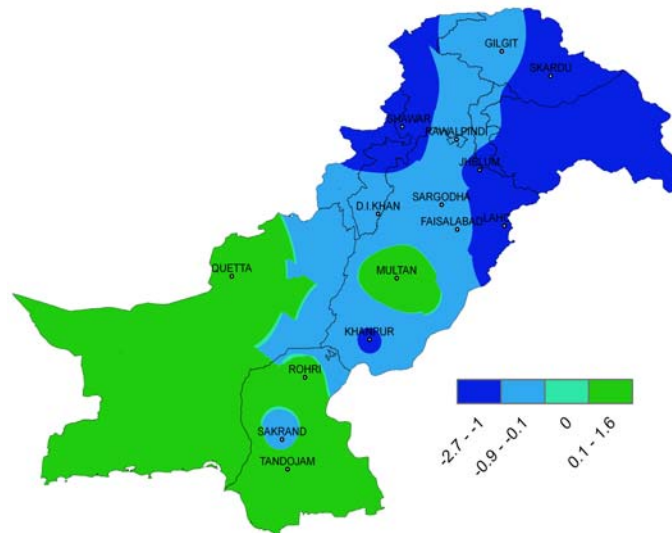 GILGIT
SKARDU
SHAWAR
RAWALPINDI
JHELUM
SARGODHA
D.I.KHAN
FAISALABAD
LAHC
QUETTA
MULTAN
KHANPUR
ROHRI
SAKRAND
TANDOJAM
-2.7 - -1
-0.9 - -0.1
0
0.1 - 1.6